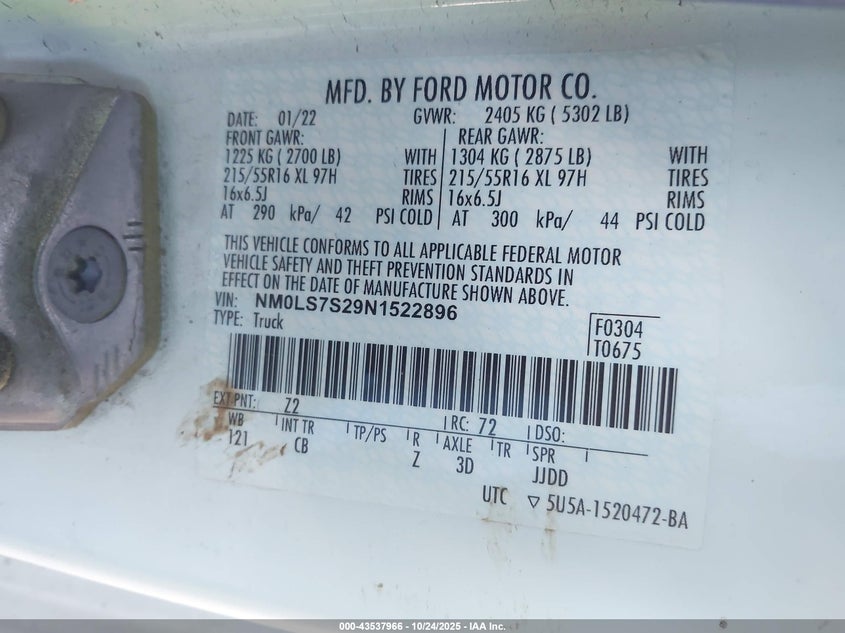 MFD. BY FORD MOTOR CO.
DATE: 01/22 GVWR: 2405 KG ( 5302 LB)
FRONT GAWR: REAR GAWR:
1225 KG ( 2700 LB) WITH 1304 KG ( 2875 LB) WITH
215/55R16 XL 97H TIRES 215/55R16 XL 97H TIRES
16x6.5J RIMS 16x6.5J RIMS
AT 290 kPa/ 42 PSI COLD AT 300 kPa/ 44 PSI COLD
THIS VEHICLE CONFORMS TO ALL APPLICABLE FEDERAL MOTOR
VEHICLE SAFETY AND THEFT PREVENTION STANDARDS IN
EFFECT ON THE DATE OF MANUFACTURE SHOWN ABOVE.
VIN: NM0LS7S29N1522896
TYPE: Truck
F0304
T0675
EXT PNT: Z2 RC: 72 DSO:
WB INT TR TP/PS R AXLE TR SPR
121 CB Z 3D JJDD
UTC ▽ 5U5A-1520472-BA
000-43537966 - 10/24/2025 - IAA Inc.